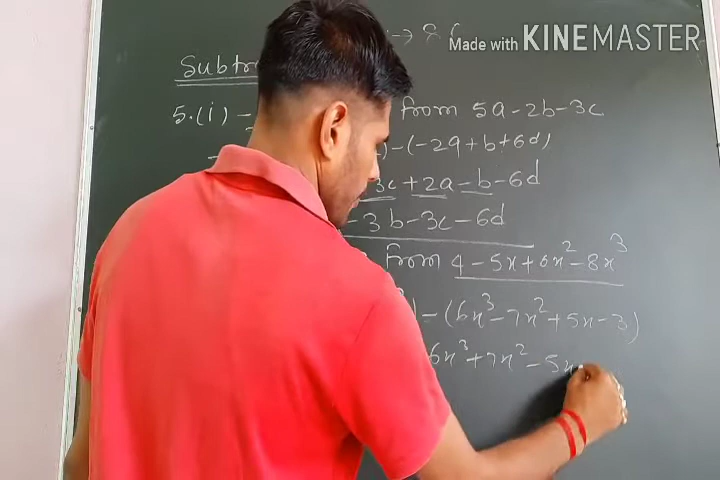 → 86
Made with KINEMASTER
Subtr
5.(i) - from 5a-2b-3c
)-(-2a+b+6d)
3c+2a-b-6d
-3b-3c-6d
from 4-5x+6x²-8x³
)-(6x³-7x²+5x-3)
6x³+7x²-5x